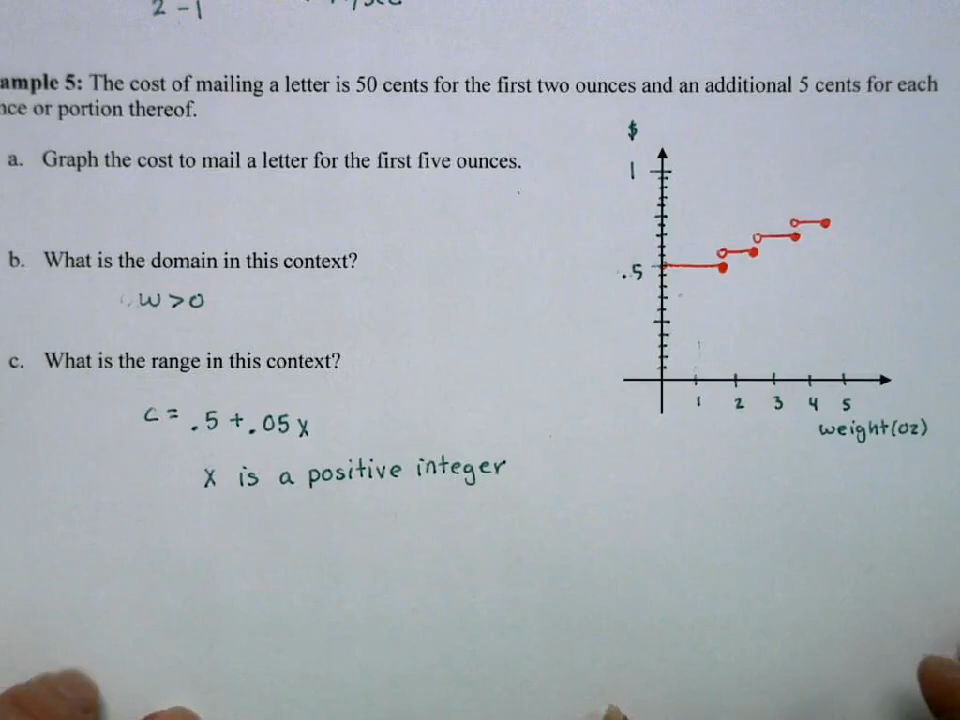 2 - 1
ample 5: The cost of mailing a letter is 50 cents for the first two ounces and an additional 5 cents for each
nce or portion thereof.
$
a. Graph the cost to mail a letter for the first five ounces.
1
b. What is the domain in this context?
.5
w > 0
c. What is the range in this context?
1 2 3 4 5
c = .5 + .05 x
weight (oz)
x is a positive integer